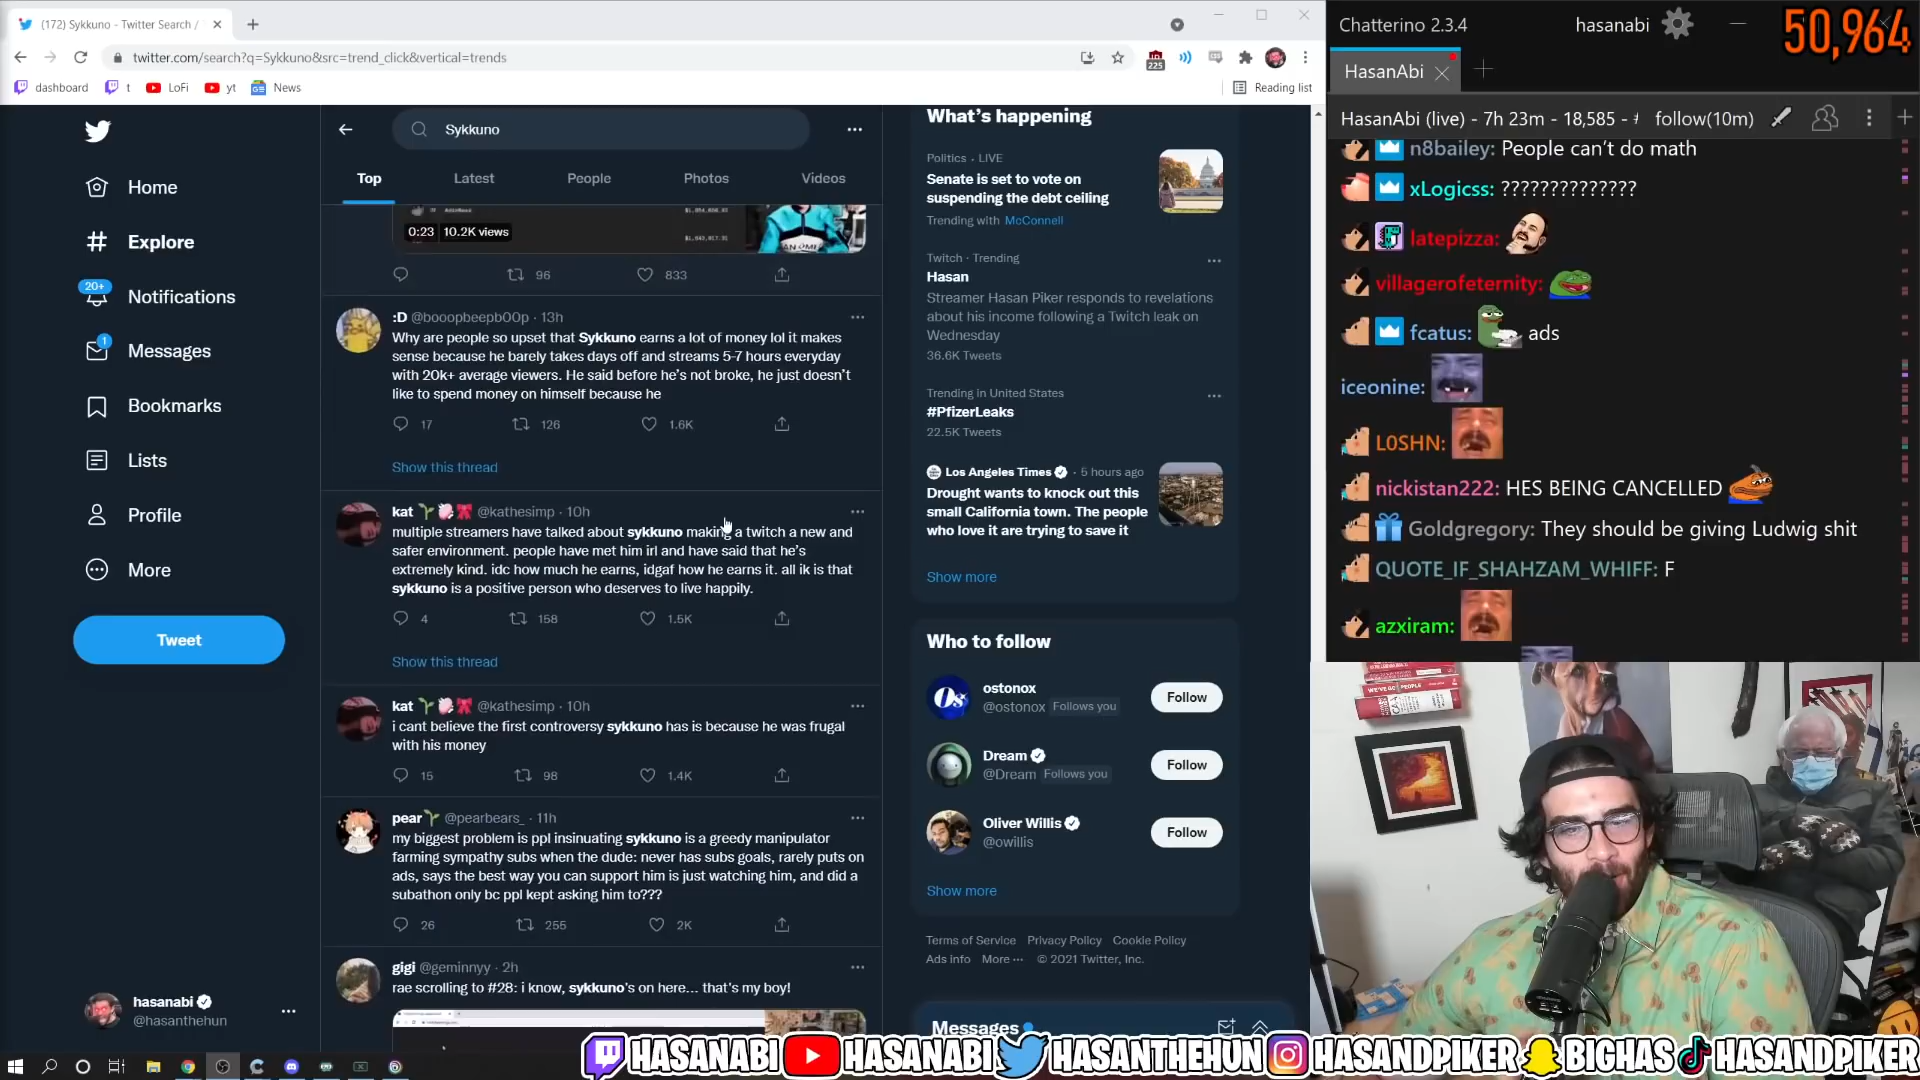 (172) Sykkuno - Twitter Search /
twitter.com/search?q=Sykkuno&src=trend_click&vertical=trends
225
dashboard
t
LoFi
yt
News
Reading list
Home
Explore
20+
Notifications
1
Messages
Bookmarks
Lists
Profile
More
Tweet
hasanabi
@hasanthehun
Sykkuno
Top
Latest
People
Photos
Videos
0:23
10.2K views
96
833
:D @booopbeepb00p · 13h
Why are people so upset that Sykkuno earns a lot of money lol it makes
sense because he barely takes days off and streams 5-7 hours everyday
with 20k+ average viewers. He said before he's not broke, he just doesn't
like to spend money on himself because he
17
126
1.6K
Show this thread
kat @kathesimp · 10h
multiple streamers have talked about sykkuno making a twitch a new and
safer environment. people have met him irl and have said that he's
extremely kind. idc how much he earns, idgaf how he earns it. all ik is that
sykkuno is a positive person who deserves to live happily.
4
158
1.5K
Show this thread
kat @kathesimp · 10h
i cant believe the first controversy sykkuno has is because he was frugal
with his money
15
98
1.4K
pear @pearbears_ · 11h
my biggest problem is ppl insinuating sykkuno is a greedy manipulator
farming sympathy subs when the dude: never has subs goals, rarely puts on
ads, says the best way you can support him is just watching him, and did a
subathon only bc ppl kept asking him to???
26
255
2K
gigi @geminnyy · 2h
rae scrolling to #28: i know, sykkuno's on here... that's my boy!
What's happening
Politics · LIVE
Senate is set to vote on
suspending the debt ceiling
Trending with McConnell
Twitch · Trending
Hasan
Streamer Hasan Piker responds to revelations
about his income following a Twitch leak on
Wednesday
36.6K Tweets
Trending in United States
#PfizerLeaks
22.5K Tweets
Los Angeles Times · 5 hours ago
Drought wants to knock out this
small California town. The people
who love it are trying to save it
Show more
Who to follow
ostonox
@ostonox Follows you
Follow
Dream
@Dream Follows you
Follow
Oliver Willis
@owillis
Follow
Show more
Terms of Service Privacy Policy Cookie Policy
Ads info More ··· © 2021 Twitter, Inc.
Messages
Chatterino 2.3.4
hasanabi
50,964
HasanAbi
HasanAbi (live) - 7h 23m - 18,585 -
follow(10m)
n8bailey: People can't do math
xLogicss: ??????????????
latepizza:
villagerofeternity:
fcatus: ads
iceonine:
L0SHN:
nickistan222: HES BEING CANCELLED
Goldgregory: They should be giving Ludwig shit
QUOTE_IF_SHAHZAM_WHIFF: F
azxiram:
HASANABI
HASANABI
HASANTHEHUN
HASANDPIKER
BIGHAS
HASANDPIKER